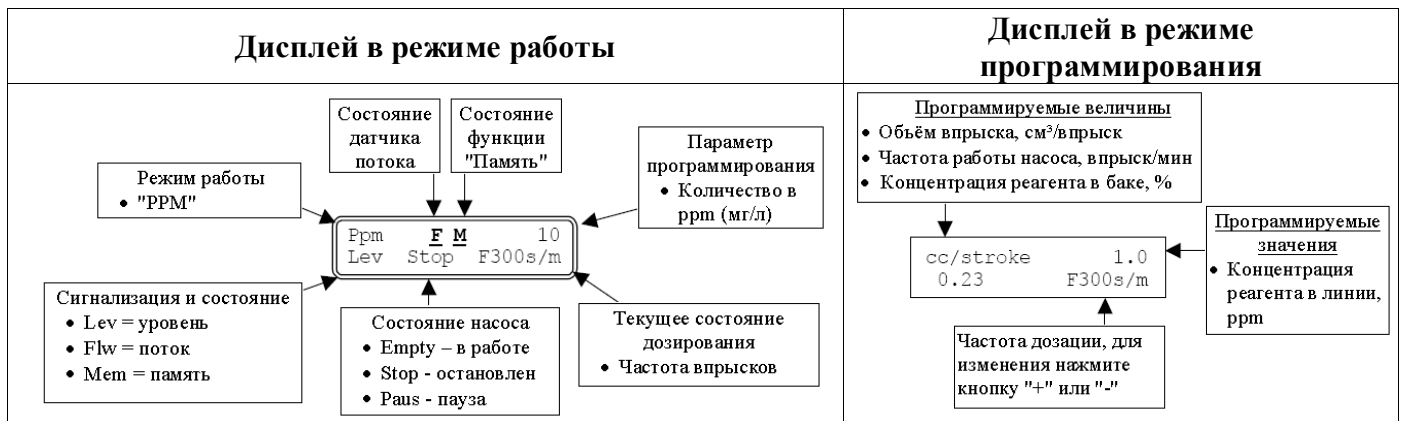 Дисплей в режиме работы
Дисплей в режиме
программирования
Состояние
датчика
потока
Состояние
функции
"Память"
Параметр
программирования
• Количество в
ppm (мг/л)
Режим работы
• "PPM"
Ppm F M 10
Lev Stop F300s/m
Сигнализация и состояние
• Lev = уровень
• Flw = поток
• Mem = память
Состояние насоса
• Empty – в работе
• Stop - остановлен
• Paus - пауза
Текущее состояние
дозирования
• Частота впрысков
Программируемые величины
• Объём впрыска, см³/впрыск
• Частота работы насоса, впрыск/мин
• Концентрация реагента в баке, %
cc/stroke 1.0
0.23 F300s/m
Программируемые
значения
• Концентрация
реагента в линии,
ppm
Частота дозации, для
изменения нажмите
кнопку "+" или "-"